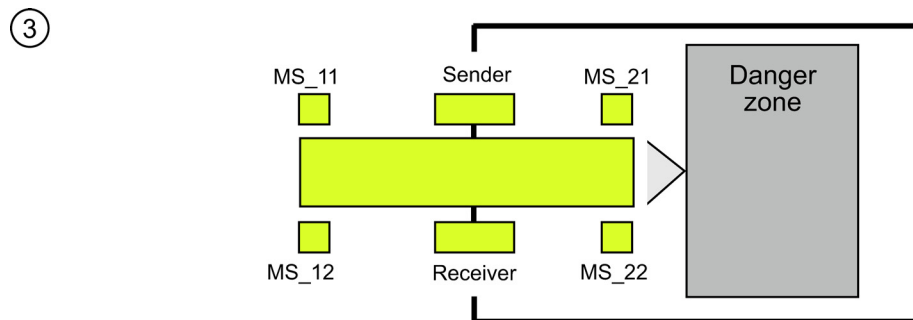 3
MS_11
Sender
MS_21
Danger
zone
MS_12
Receiver
MS_22